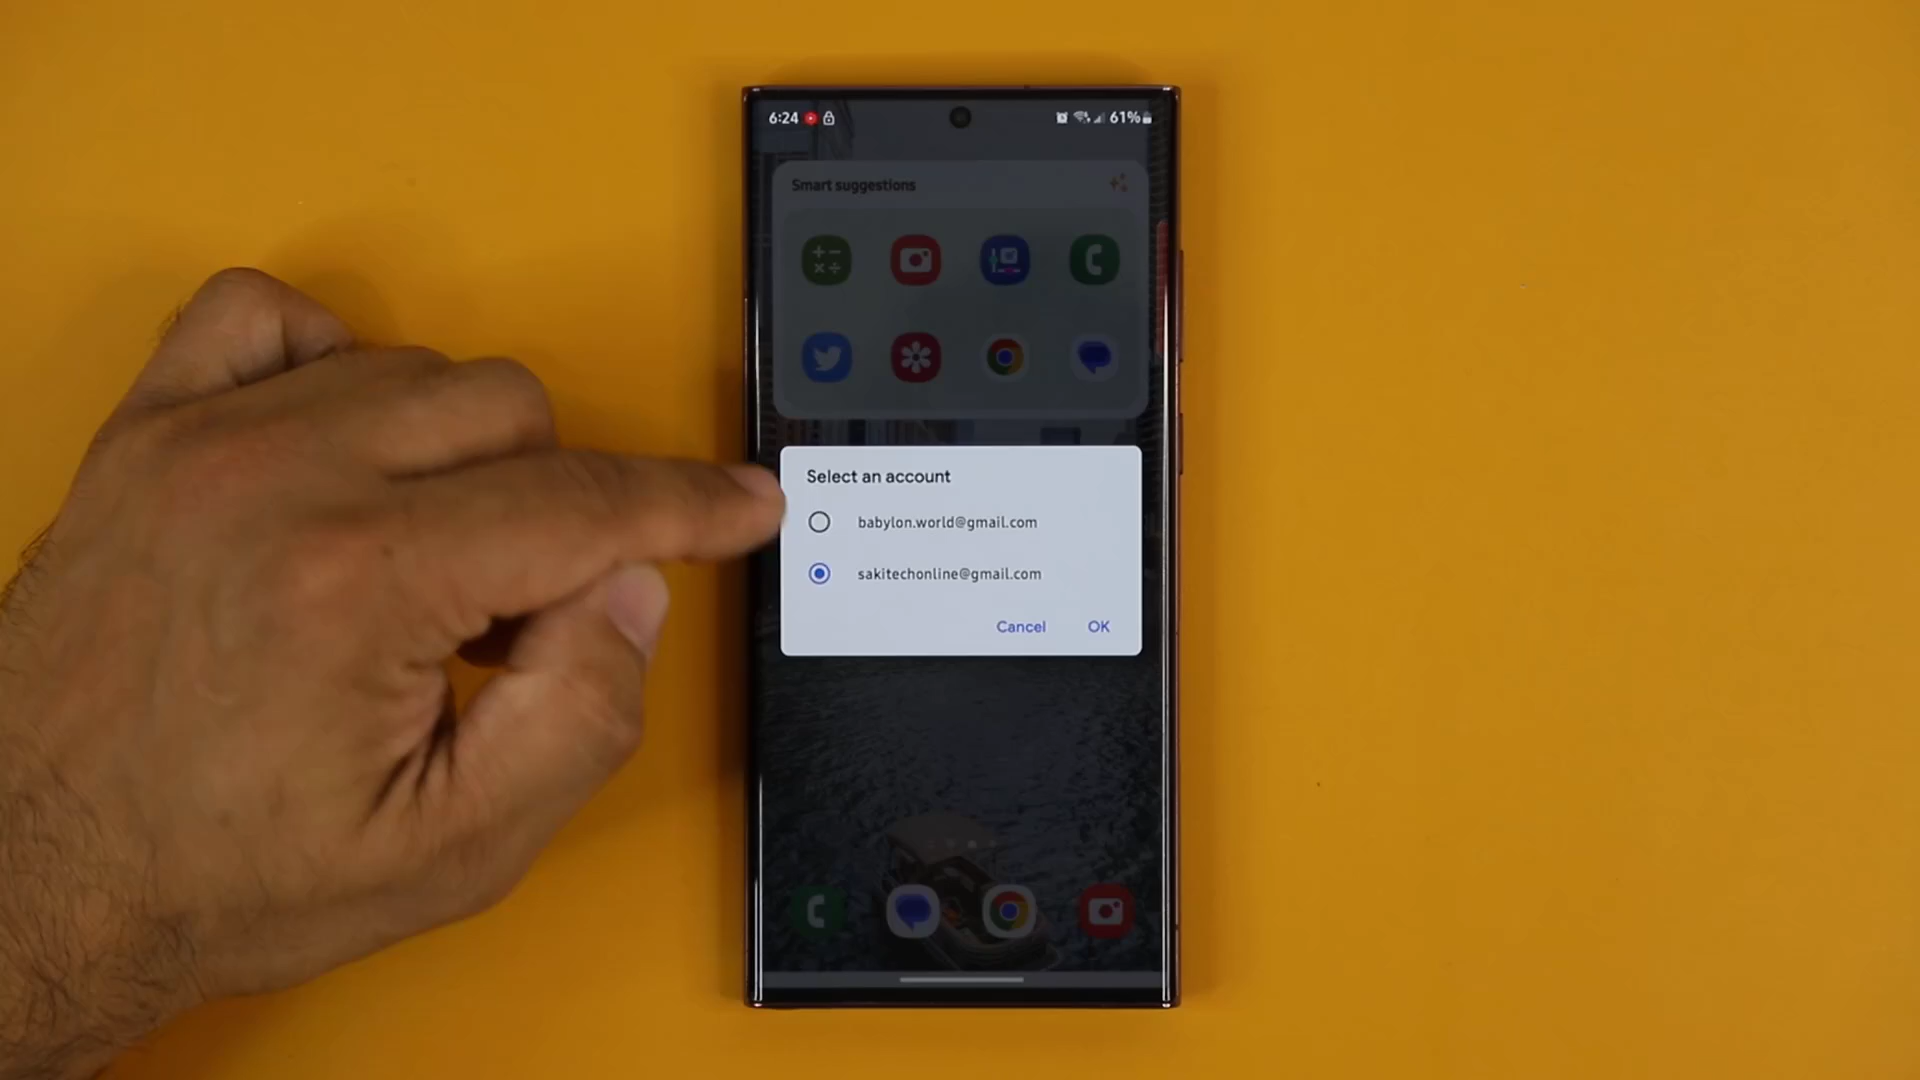 6:24 61%
Smart suggestions
Select an account
babylon.world@gmail.com
sakitechonline@gmail.com
Cancel OK